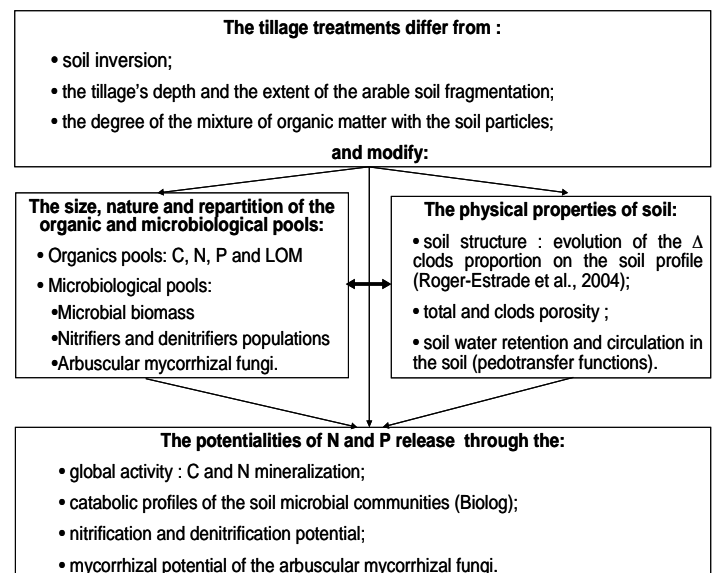 The tillage treatments differ from :
• soil inversion;
• the tillage's depth and the extent of the arable soil fragmentation;
• the degree of the mixture of organic matter with the soil particles;
and modify:
The size, nature and repartition of the
organic and microbiological pools:
• Organics pools: C, N, P and LOM
• Microbiological pools:
•Microbial biomass
•Nitrifiers and denitrifiers populations
•Arbuscular mycorrhizal fungi.
The physical properties of soil:
• soil structure : evolution of the Δ
clods proportion on the soil profile
(Roger-Estrade et al., 2004);
• total and clods porosity ;
• soil water retention and circulation in
the soil (pedotransfer functions).
The potentialities of N and P release through the:
• global activity : C and N mineralization;
• catabolic profiles of the soil microbial communities (Biolog);
• nitrification and denitrification potential;
• mycorrhizal potential of the arbuscular mycorrhizal fungi.